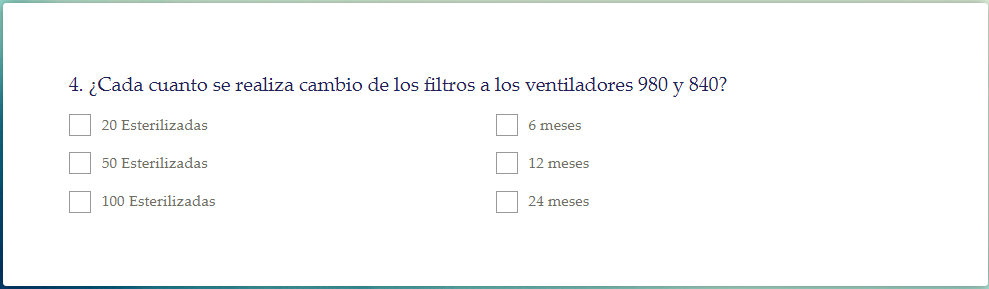 4. ¿Cada cuanto se realiza cambio de los filtros a los ventiladores 980 y 840?
20 Esterilizadas
50 Esterilizadas
100 Esterilizadas
6 meses
12 meses
24 meses